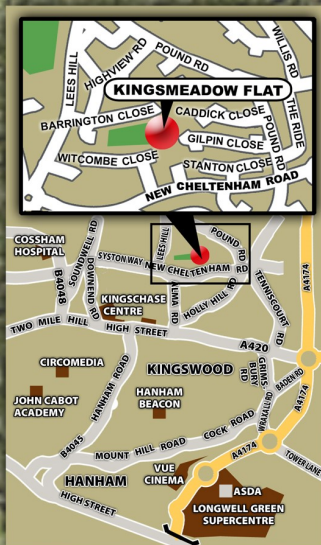 LEES HILL
HIGHVIEW RD
POUND RD
WILLIS RD
THE RIDE
KINGSMEADOW FLAT
BARRINGTON CLOSE
CADDICK CLOSE
GILPIN CLOSE
POUND RD
WITCOMBE CLOSE
STANTON CLOSE
NEW CHELTENHAM ROAD
COSSHAM
HOSPITAL
B4048
SOUNDWELL RD
DOWNEND RD
SYSTON WAY
LEES HILL
NEW CHELTENHAM RD
POUND RD
ALMA RD
HOLLY HILL RD
TENNISCOURT RD
A4174
KINGSCHASE
CENTRE
TWO MILE HILL
HIGH STREET
A420
CIRCOMEDIA
KINGSWOOD
GRIMSBURY RD
BADEN RD
JOHN CABOT
ACADEMY
HANHAM ROAD
HANHAM
BEACON
WRAXALL RD
A4174
COCK ROAD
MOUNT HILL ROAD
B4045
A4174
TOWER LANE
HANHAM
VUE
CINEMA
HIGH STREET
ASDA
LONGWELL GREEN
SUPERCENTRE